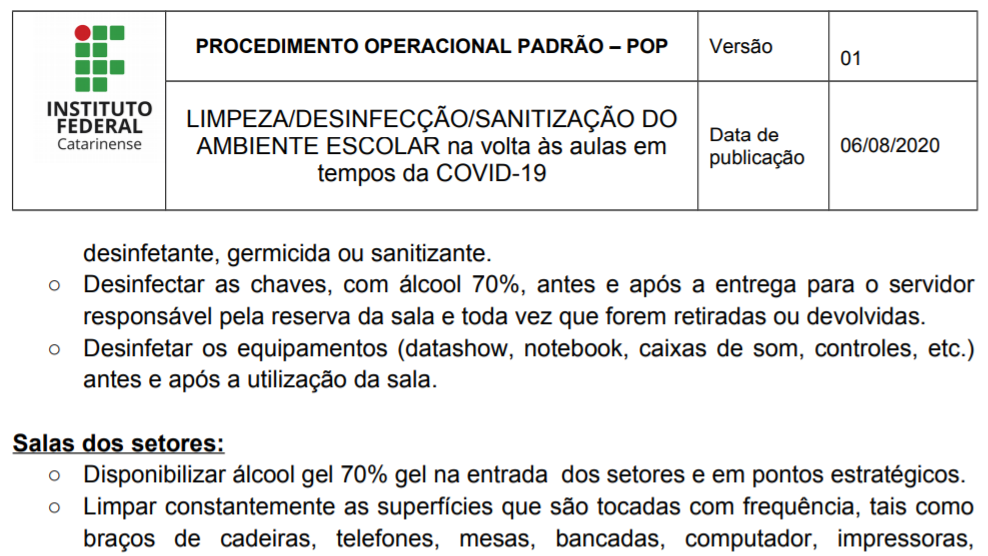 INSTITUTO
FEDERAL
Catarinense
PROCEDIMENTO OPERACIONAL PADRÃO – POP
Versão
01
LIMPEZA/DESINFECÇÃO/SANITIZAÇÃO DO
AMBIENTE ESCOLAR na volta às aulas em
tempos da COVID-19
Data de
publicação
06/08/2020
desinfetante, germicida ou sanitizante.
○ Desinfectar as chaves, com álcool 70%, antes e após a entrega para o servidor
responsável pela reserva da sala e toda vez que forem retiradas ou devolvidas.
○ Desinfetar os equipamentos (datashow, notebook, caixas de som, controles, etc.)
antes e após a utilização da sala.
Salas dos setores:
○ Disponibilizar álcool gel 70% gel na entrada  dos setores e em pontos estratégicos.
○ Limpar constantemente as superfícies que são tocadas com frequência, tais como
braços de cadeiras, telefones, mesas, bancadas, computador, impressoras,